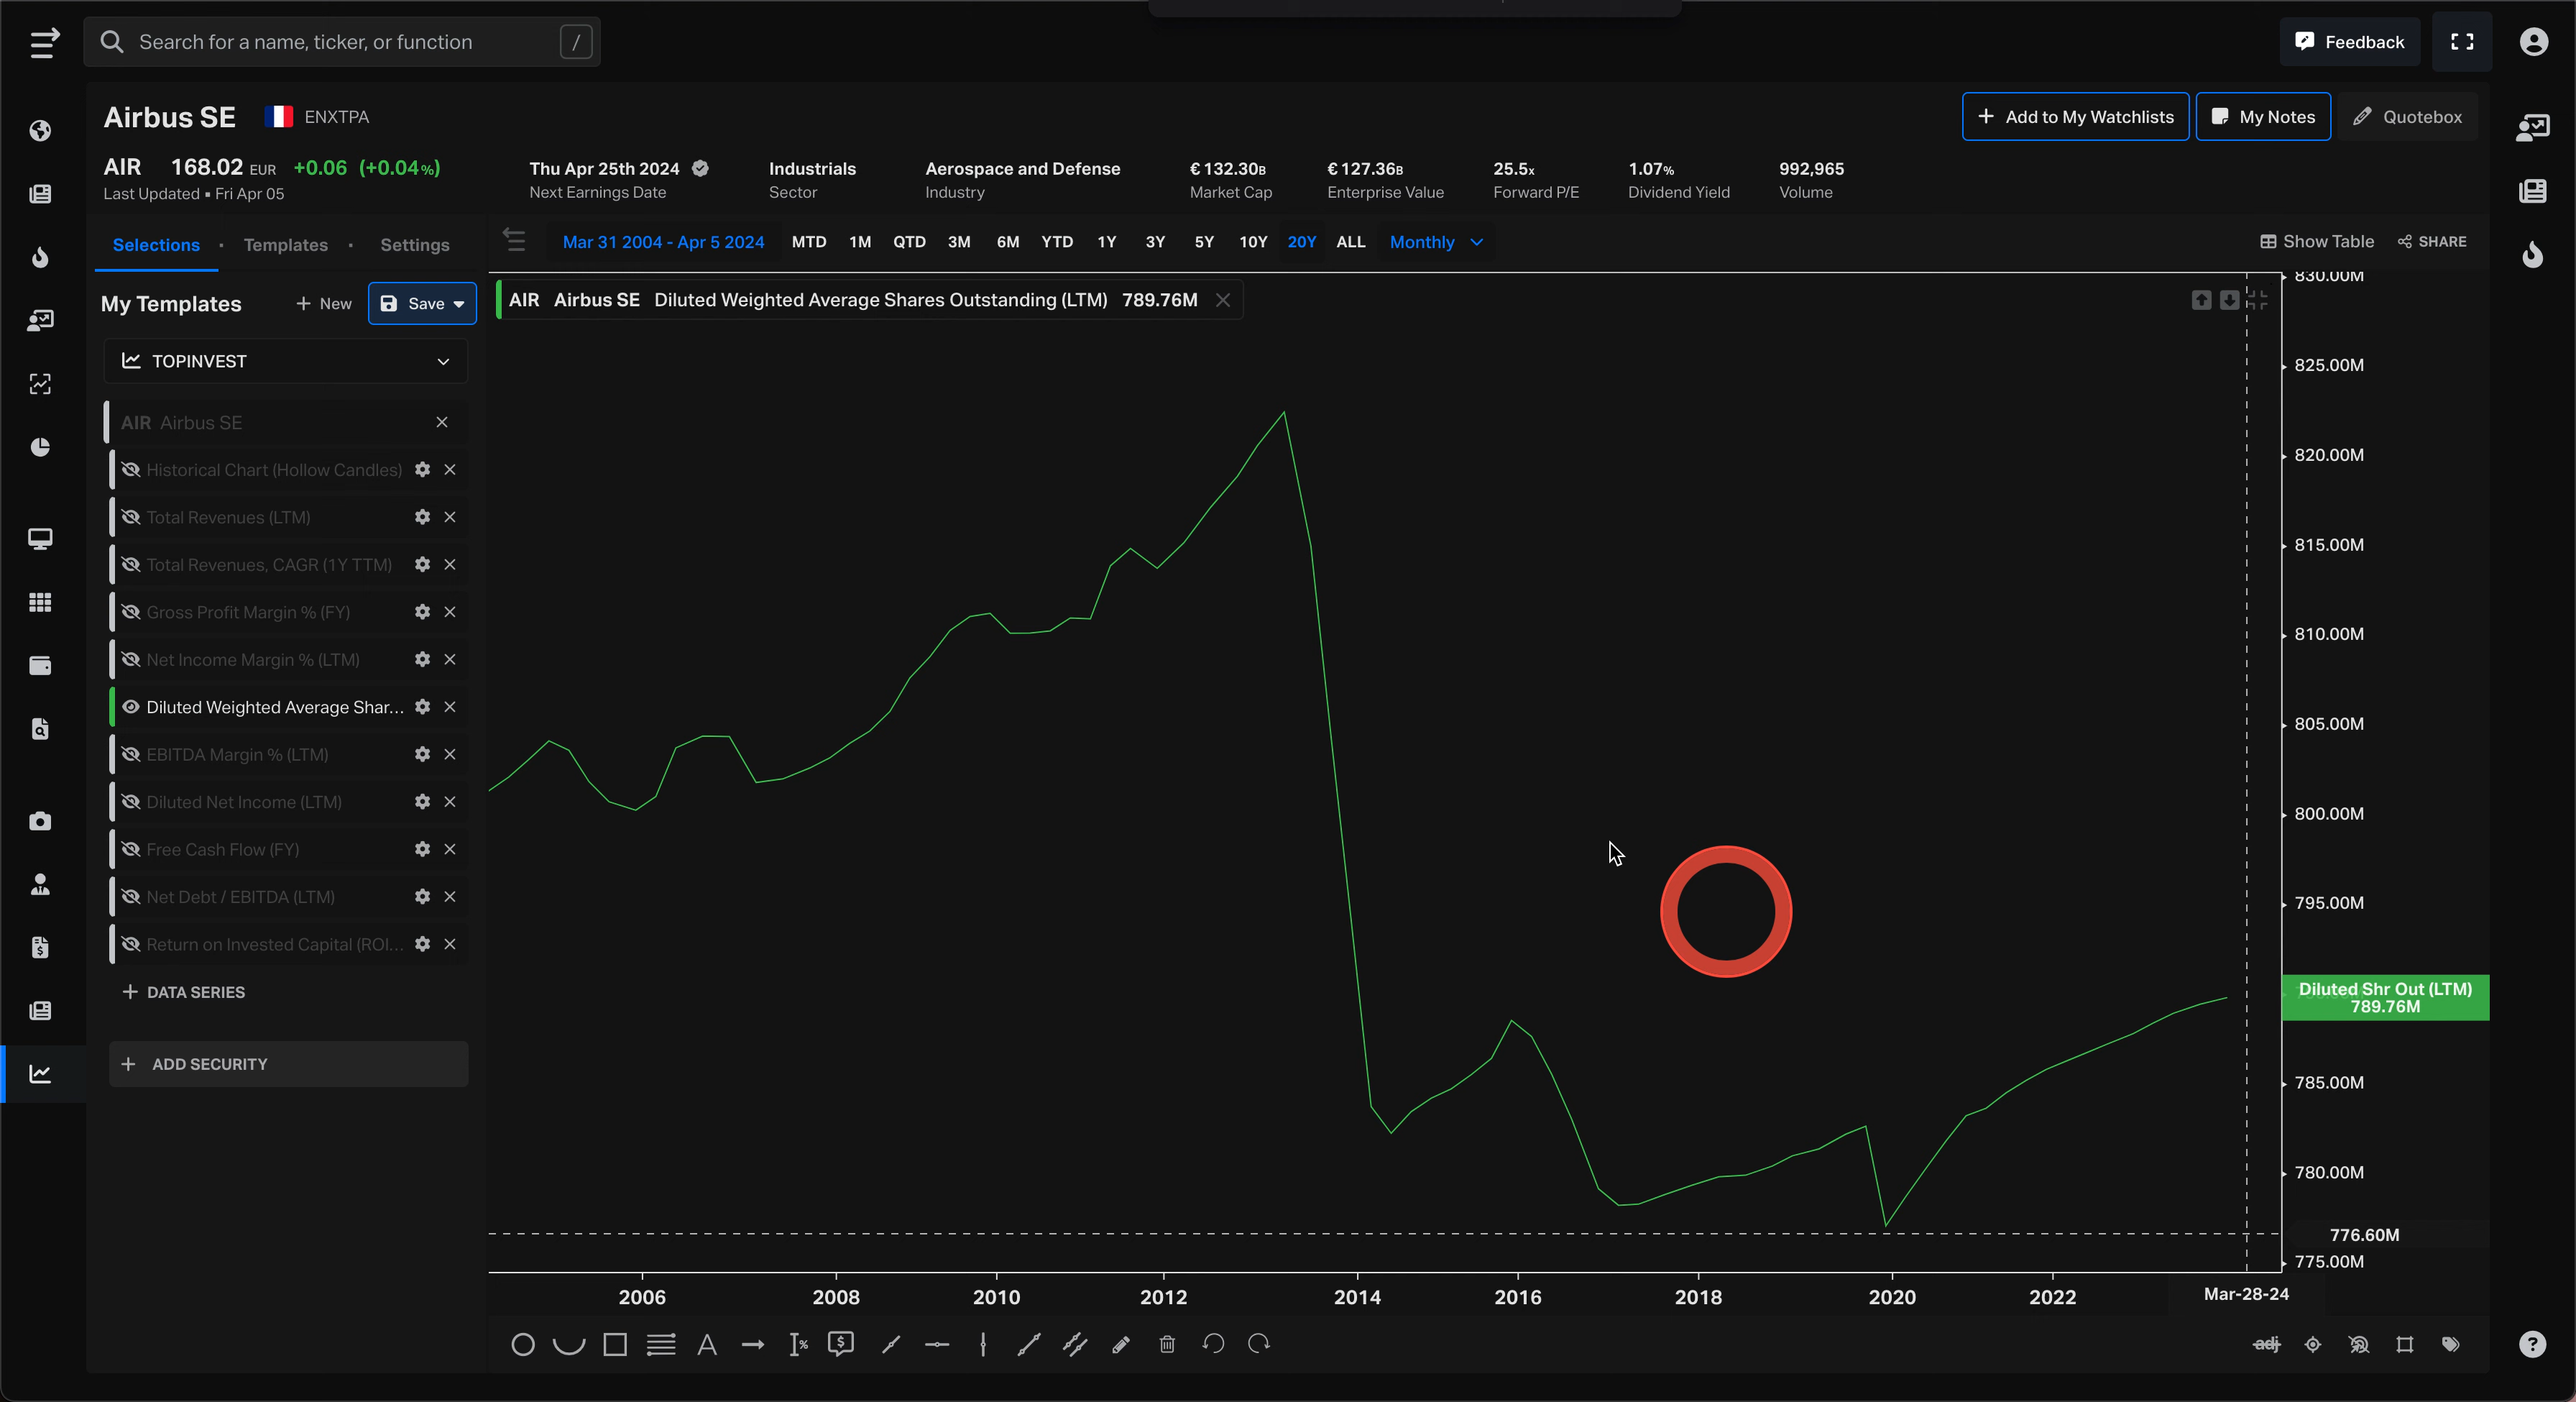 Search for a name, ticker, or function /
Feedback
Airbus SE ENXTPA
+ Add to My Watchlists My Notes Quotebox
AIR 168.02 EUR +0.06 (+0.04%)
Last Updated ▪ Fri Apr 05
Thu Apr 25th 2024
Next Earnings Date
Industrials
Sector
Aerospace and Defense
Industry
€ 132.30B
Market Cap
€ 127.36B
Enterprise Value
25.5x
Forward P/E
1.07%
Dividend Yield
992,965
Volume
Selections · Templates · Settings
Mar 31 2004 - Apr 5 2024 MTD 1M QTD 3M 6M YTD 1Y 3Y 5Y 10Y 20Y ALL Monthly
Show Table SHARE
My Templates + New Save
TOPINVEST
AIR Airbus SE
Historical Chart (Hollow Candles)
Total Revenues (LTM)
Total Revenues, CAGR (1Y TTM)
Gross Profit Margin % (FY)
Net Income Margin % (LTM)
Diluted Weighted Average Shar...
EBITDA Margin % (LTM)
Diluted Net Income (LTM)
Free Cash Flow (FY)
Net Debt / EBITDA (LTM)
Return on Invested Capital (ROI...
+ DATA SERIES
+ ADD SECURITY
AIR Airbus SE Diluted Weighted Average Shares Outstanding (LTM) 789.76M
830.00M
825.00M
820.00M
815.00M
810.00M
805.00M
800.00M
795.00M
Diluted Shr Out (LTM)
789.76M
785.00M
780.00M
776.60M
775.00M
2006 2008 2010 2012 2014 2016 2018 2020 2022 Mar-28-24
A % $ adj ?